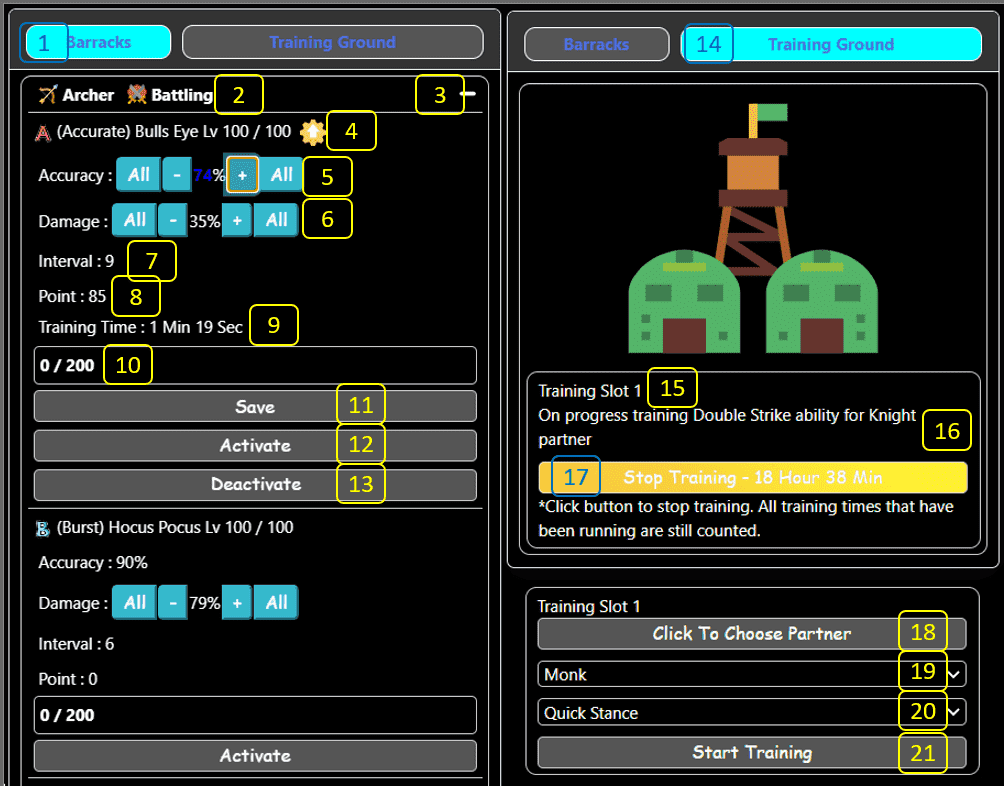 1 Barracks
Training Ground
Archer Battling 2 3
(Accurate) Bulls Eye Lv 100 / 100 4
Accuracy : All - 74% + All 5
Damage : All - 35% + All 6
Interval : 9 7
Point : 85 8
Training Time : 1 Min 19 Sec 9
0 / 200 10
Save 11
Activate 12
Deactivate 13
(Burst) Hocus Pocus Lv 100 / 100
Accuracy : 90%
Damage : All - 79% + All
Interval : 6
Point : 0
0 / 200
Activate
Barracks
14 Training Ground
Training Slot 1 15
On progress training Double Strike ability for Knight
partner 16
17 Stop Training - 18 Hour 38 Min
*Click button to stop training. All training times that have
been running are still counted.
Training Slot 1
Click To Choose Partner 18
Monk 19
Quick Stance 20
Start Training 21